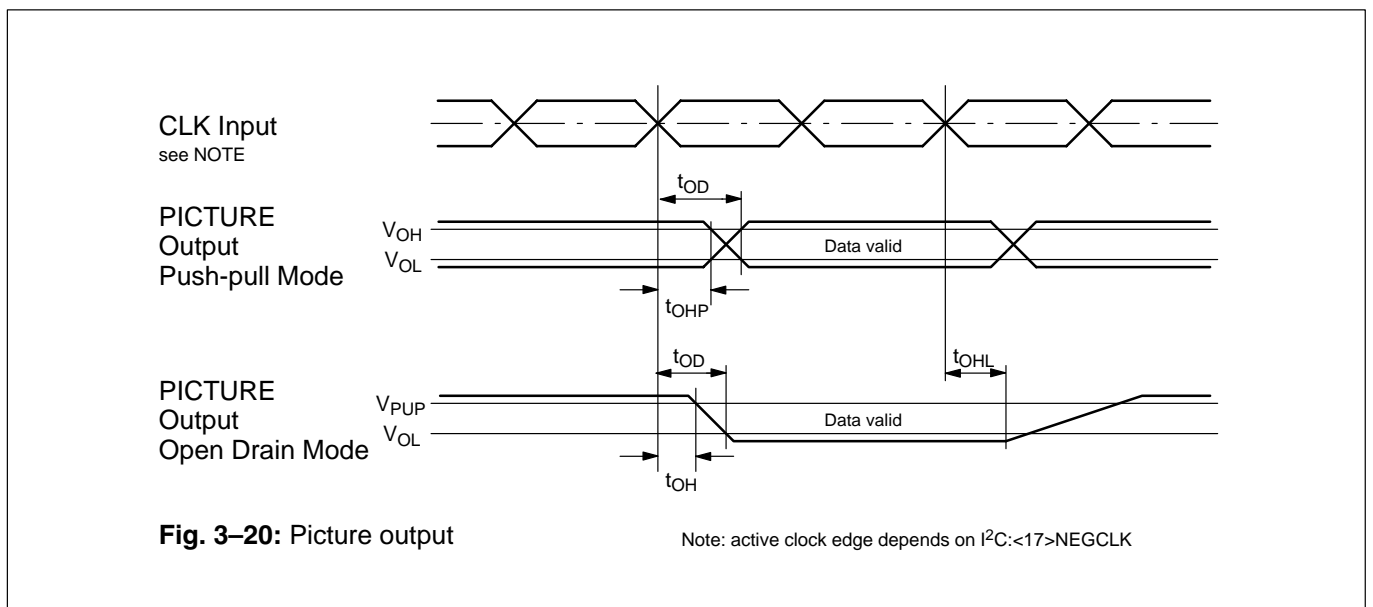 CLK Input
see NOTE
tOD
PICTURE
Output
Push-pull Mode
VOH
VOL
Data valid
tOHP
tOD
tOHL
PICTURE
Output
Open Drain Mode
VPUP
VOL
Data valid
tOH
Fig. 3–20: Picture output
Note: active clock edge depends on I2C:<17>NEGCLK